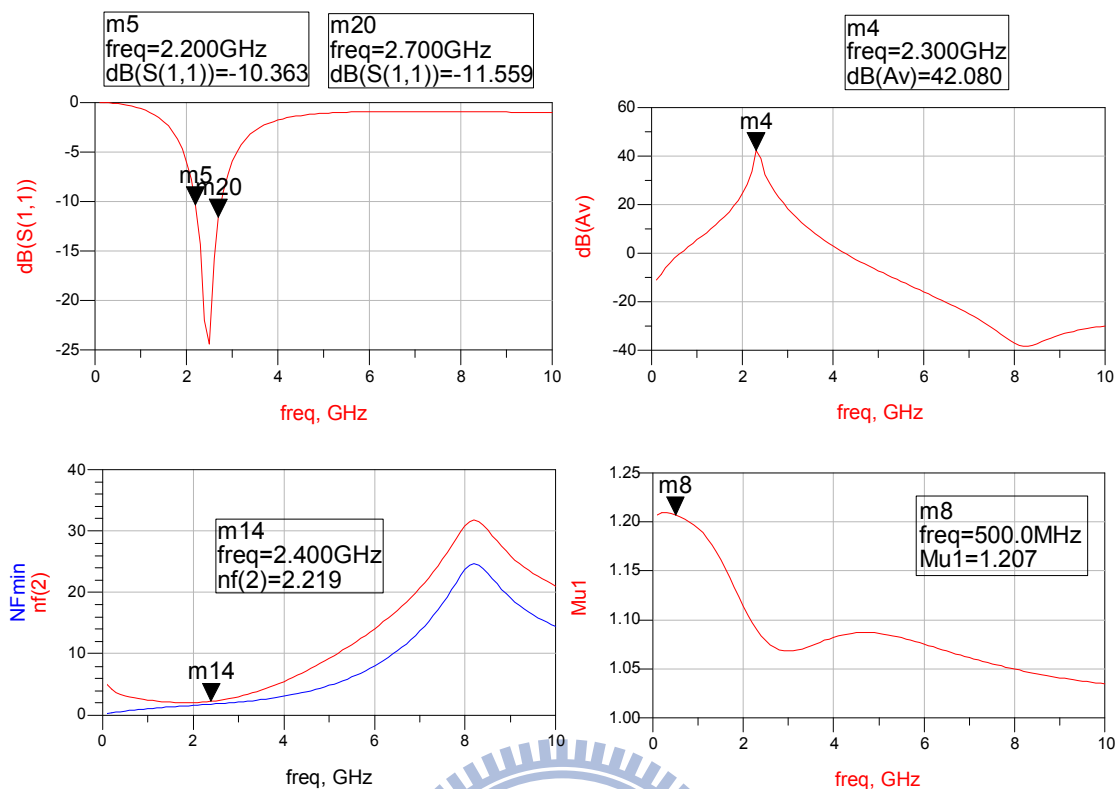 m5
freq=2.200GHz
dB(S(1,1))=-10.363
m20
freq=2.700GHz
dB(S(1,1))=-11.559
0
-5
-10
-15
-20
-25
dB(S(1,1))
m5
m20
0
2
4
6
8
10
freq, GHz
m4
freq=2.300GHz
dB(Av)=42.080
60
40
20
0
-20
-40
dB(Av)
m4
0
2
4
6
8
10
freq, GHz
40
30
20
10
0
NFmin
nf(2)
m14
freq=2.400GHz
nf(2)=2.219
m14
0
2
4
6
8
10
freq, GHz
1.25
1.20
1.15
1.10
1.05
1.00
Mu1
m8
m8
freq=500.0MHz
Mu1=1.207
0
2
4
6
8
10
freq, GHz